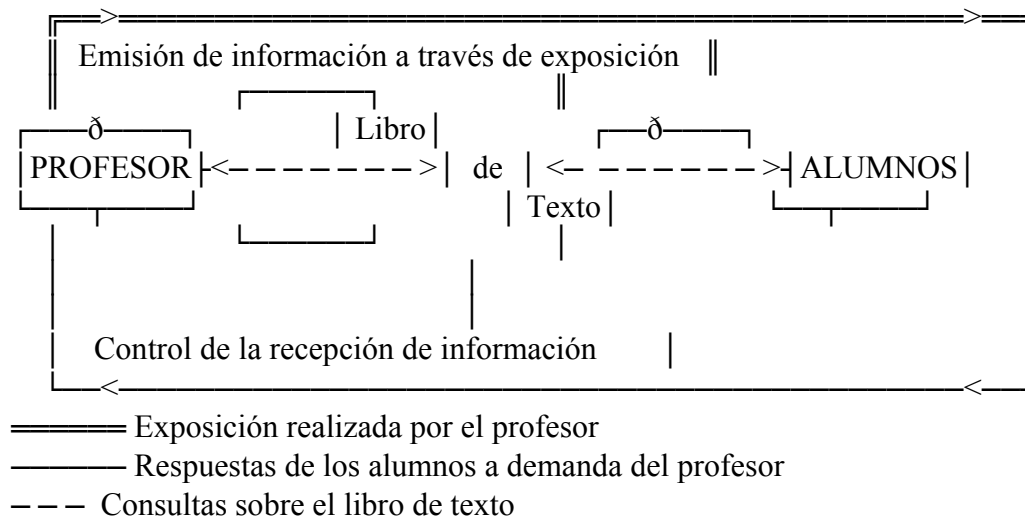 Emisión de información a través de exposición
Libro
PROFESOR de ALUMNOS
Texto
Control de la recepción de información
Exposición realizada por el profesor
Respuestas de los alumnos a demanda del profesor
Consultas sobre el libro de texto